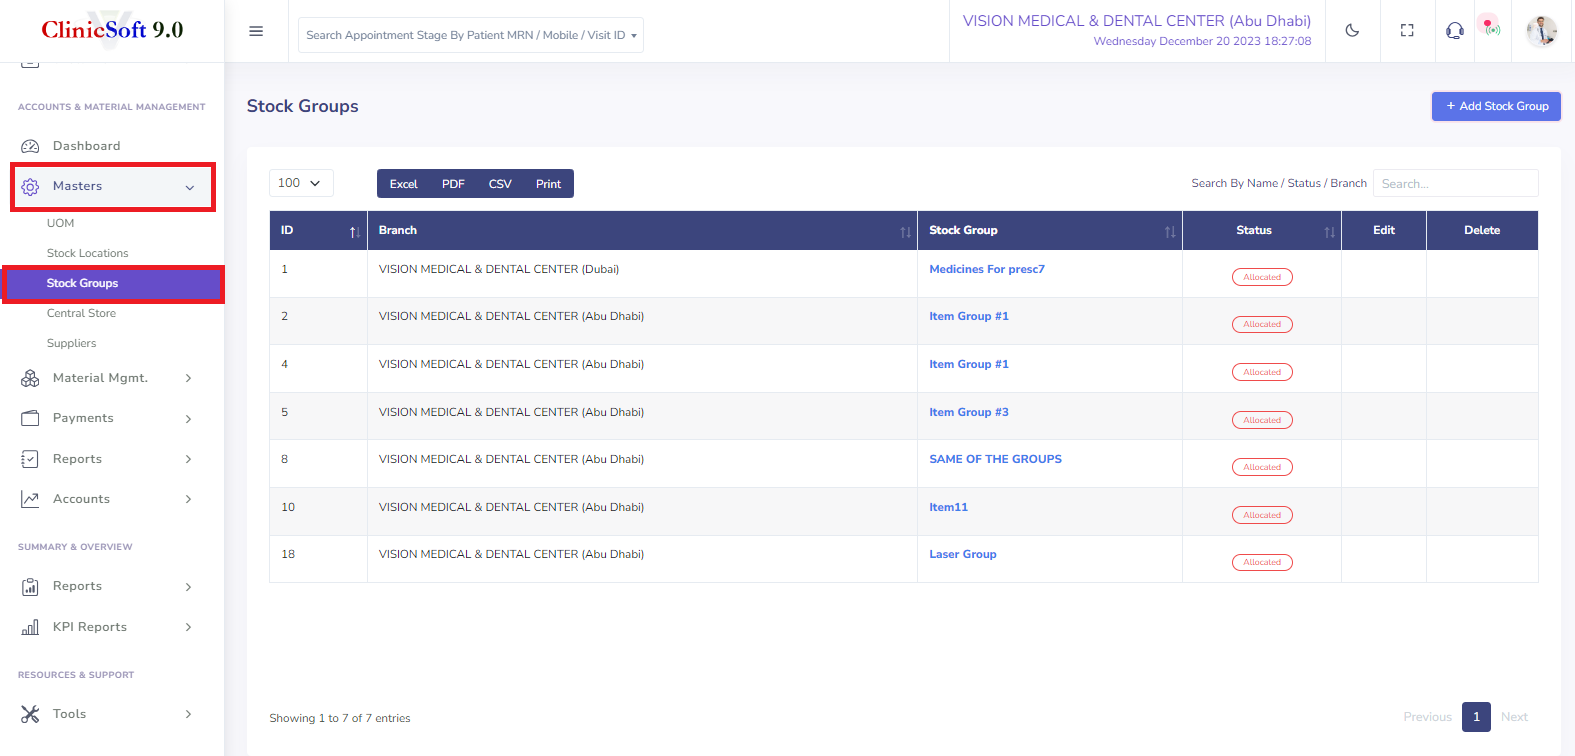 ClinicSoft 9.0
Search Appointment Stage By Patient MRN / Mobile / Visit ID
VISION MEDICAL & DENTAL CENTER (Abu Dhabi)
Wednesday December 20 2023 18:27:08
ACCOUNTS & MATERIAL MANAGEMENT
Dashboard
Masters
UOM
Stock Locations
Stock Groups
Central Store
Suppliers
Material Mgmt.
Payments
Reports
Accounts
SUMMARY & OVERVIEW
Reports
KPI Reports
RESOURCES & SUPPORT
Tools
Stock Groups
+ Add Stock Group
100 Excel PDF CSV Print Search By Name / Status / Branch Search...
ID Branch Stock Group Status Edit Delete
1 VISION MEDICAL & DENTAL CENTER (Dubai) Medicines For presc7 Allocated
2 VISION MEDICAL & DENTAL CENTER (Abu Dhabi) Item Group #1 Allocated
4 VISION MEDICAL & DENTAL CENTER (Abu Dhabi) Item Group #1 Allocated
5 VISION MEDICAL & DENTAL CENTER (Abu Dhabi) Item Group #3 Allocated
8 VISION MEDICAL & DENTAL CENTER (Abu Dhabi) SAME OF THE GROUPS Allocated
10 VISION MEDICAL & DENTAL CENTER (Abu Dhabi) Item11 Allocated
18 VISION MEDICAL & DENTAL CENTER (Abu Dhabi) Laser Group Allocated
Showing 1 to 7 of 7 entries
Previous 1 Next